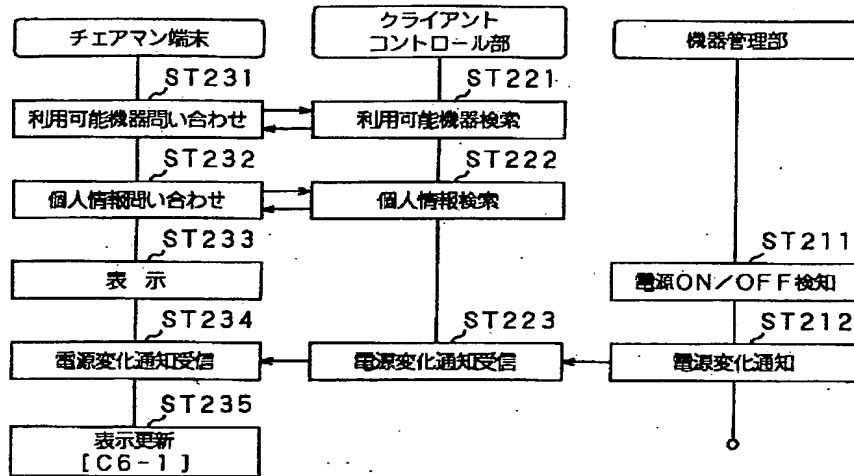 チェアマン端末
クライアント
コントロール部
機器管理部
ST231
ST221
利用可能機器問い合わせ
利用可能機器検索
ST232
ST222
個人情報問い合わせ
個人情報検索
ST233
ST211
表 示
電源ON／OFF検知
ST234
ST223
ST212
電源変化通知受信
電源変化通知受信
電源変化通知
ST235
表示更新
[C6-1]